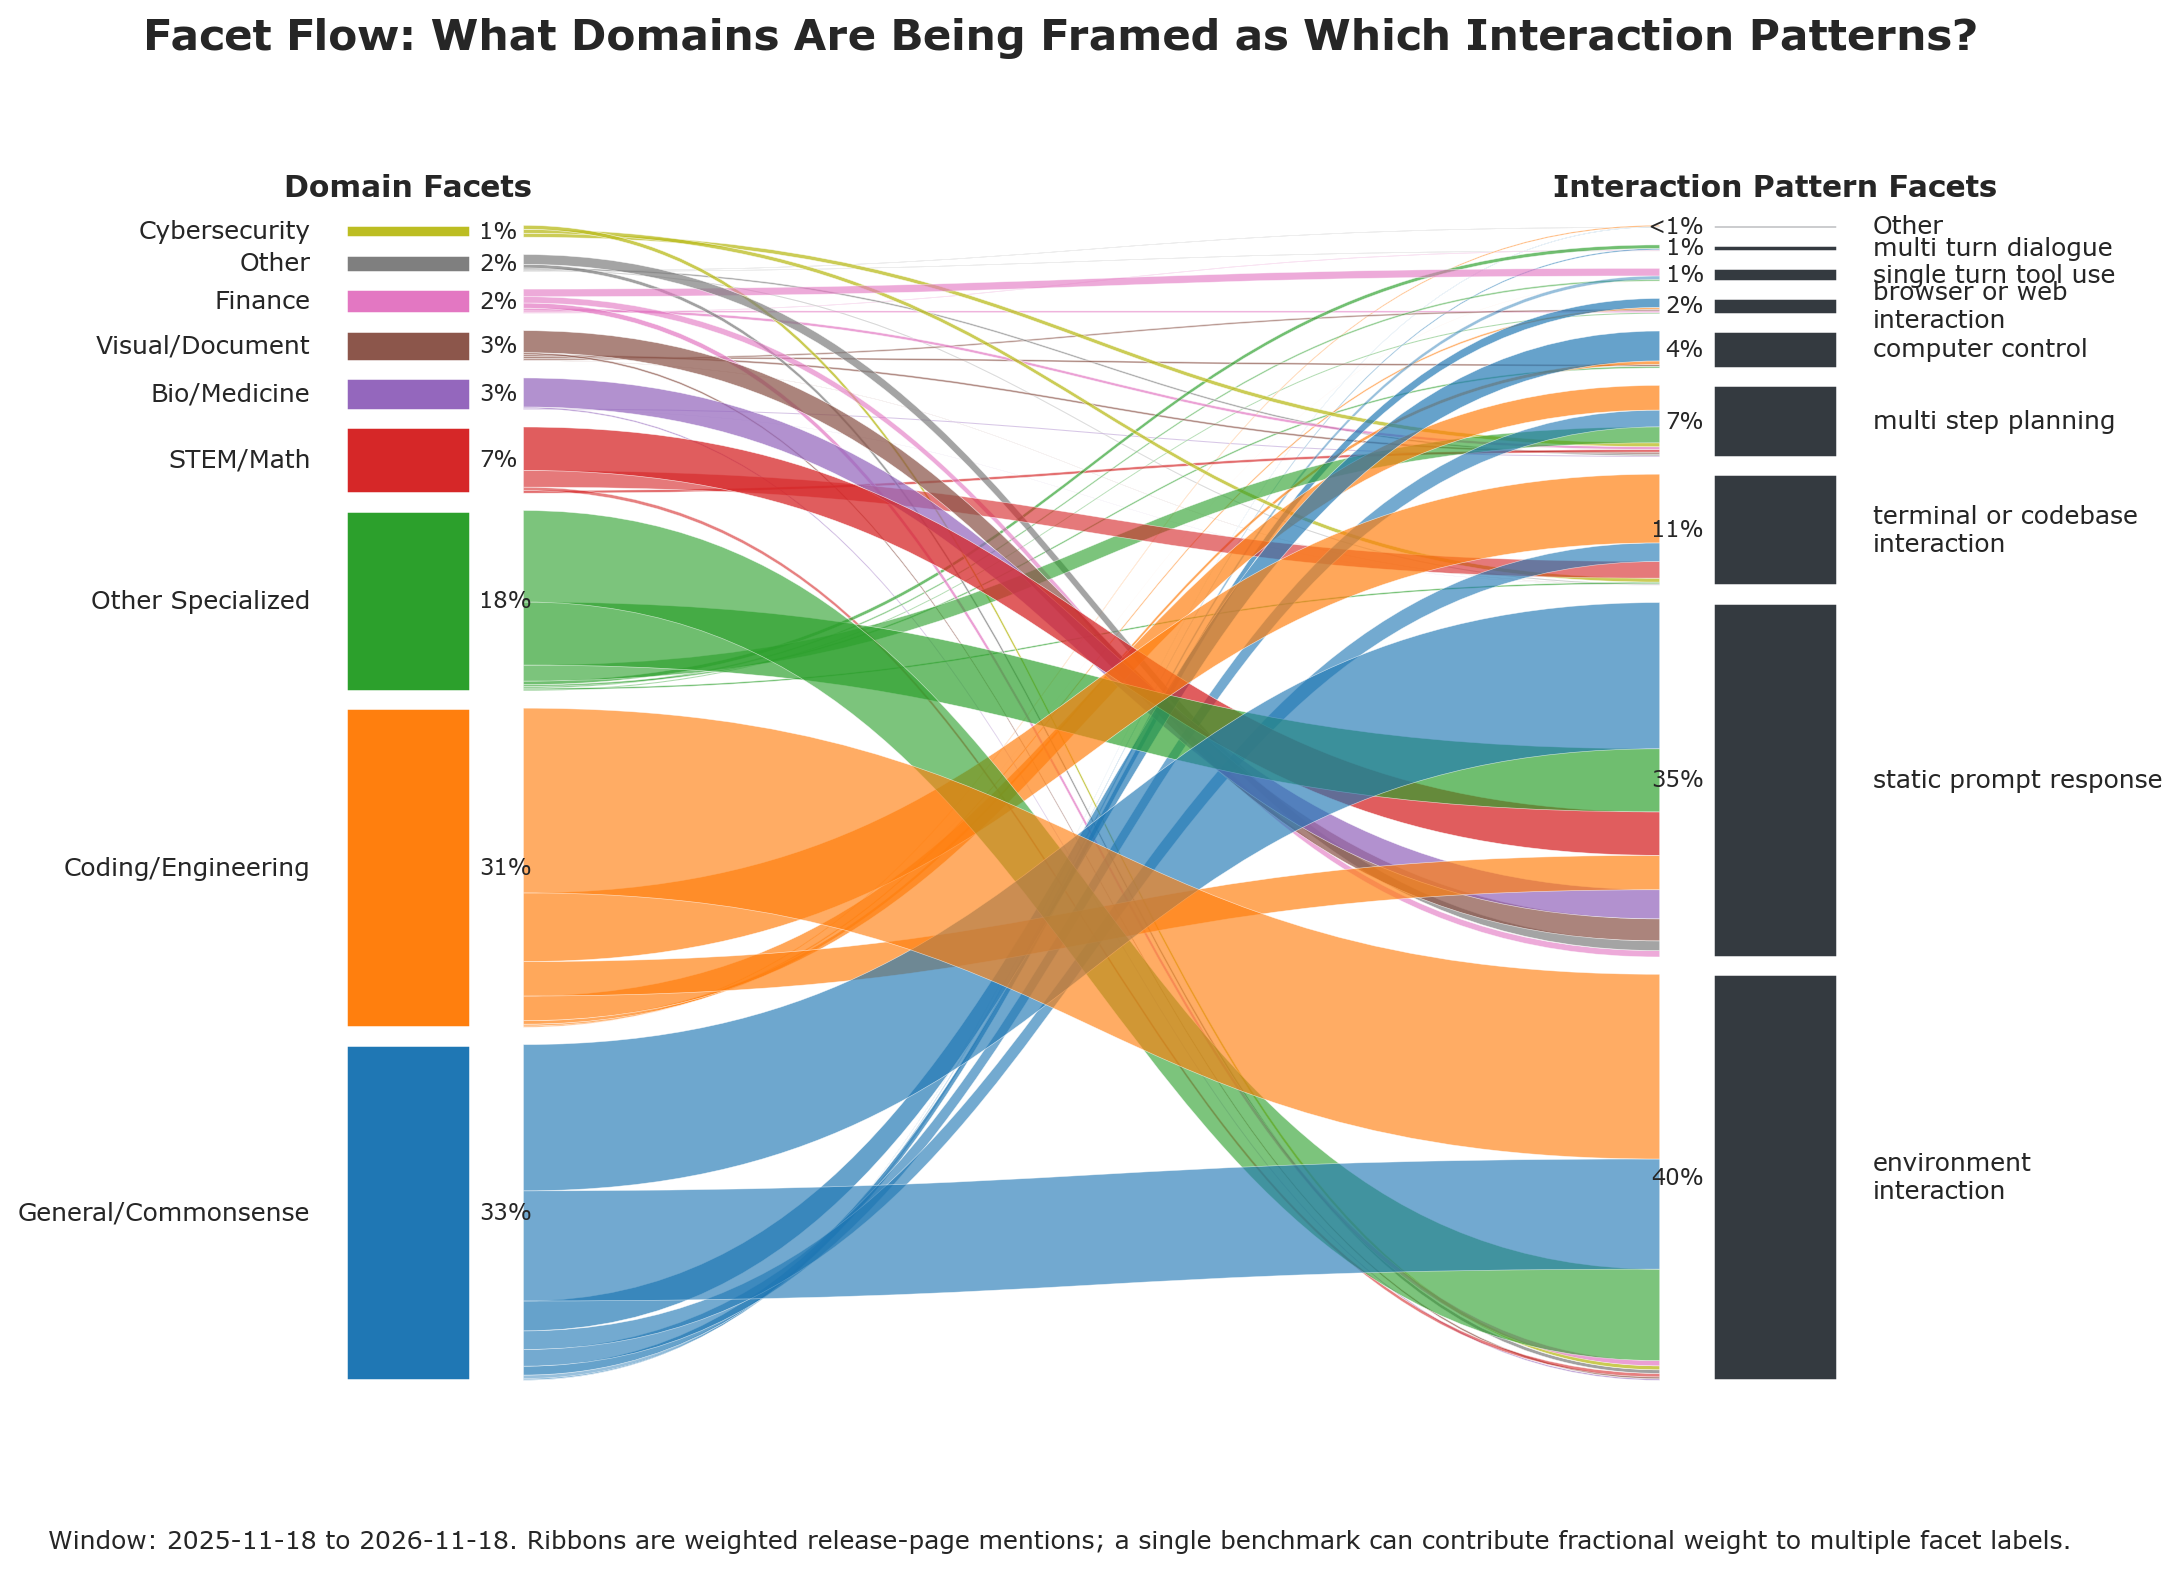 Facet Flow: What Domains Are Being Framed as Which Interaction Patterns?
Domain Facets
Cybersecurity 1%
Other 2%
Finance 2%
Visual/Document 3%
Bio/Medicine 3%
STEM/Math 7%
Other Specialized 18%
Coding/Engineering 31%
General/Commonsense 33%
Interaction Pattern Facets
<1% Other
1% multi turn dialogue
1% single turn tool use
2% browser or web
interaction
4% computer control
7% multi step planning
11% terminal or codebase
interaction
35% static prompt response
40% environment
interaction
Window: 2025-11-18 to 2026-11-18. Ribbons are weighted release-page mentions; a single benchmark can contribute fractional weight to multiple facet labels.